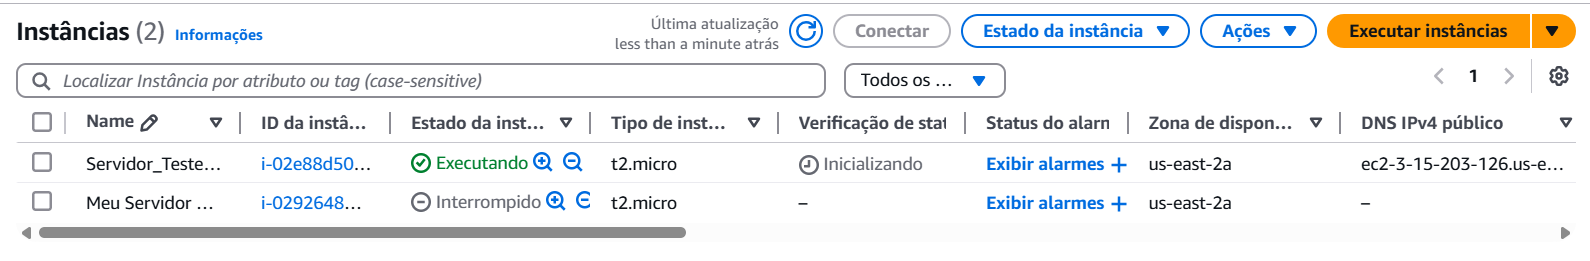 Instâncias (2) Informações
Última atualização
less than a minute atrás
Conectar
Estado da instância
Ações
Executar instâncias
Localizar Instância por atributo ou tag (case-sensitive)
Todos os ...
1
Name ID da instâ... Estado da inst... Tipo de inst... Verificação de stat Status do alarn Zona de dispon... DNS IPv4 público
Servidor_Teste... i-02e88d50... Executando t2.micro Inicializando Exibir alarmes + us-east-2a ec2-3-15-203-126.us-e...
Meu Servidor ... i-0292648... Interrompido t2.micro – Exibir alarmes + us-east-2a –